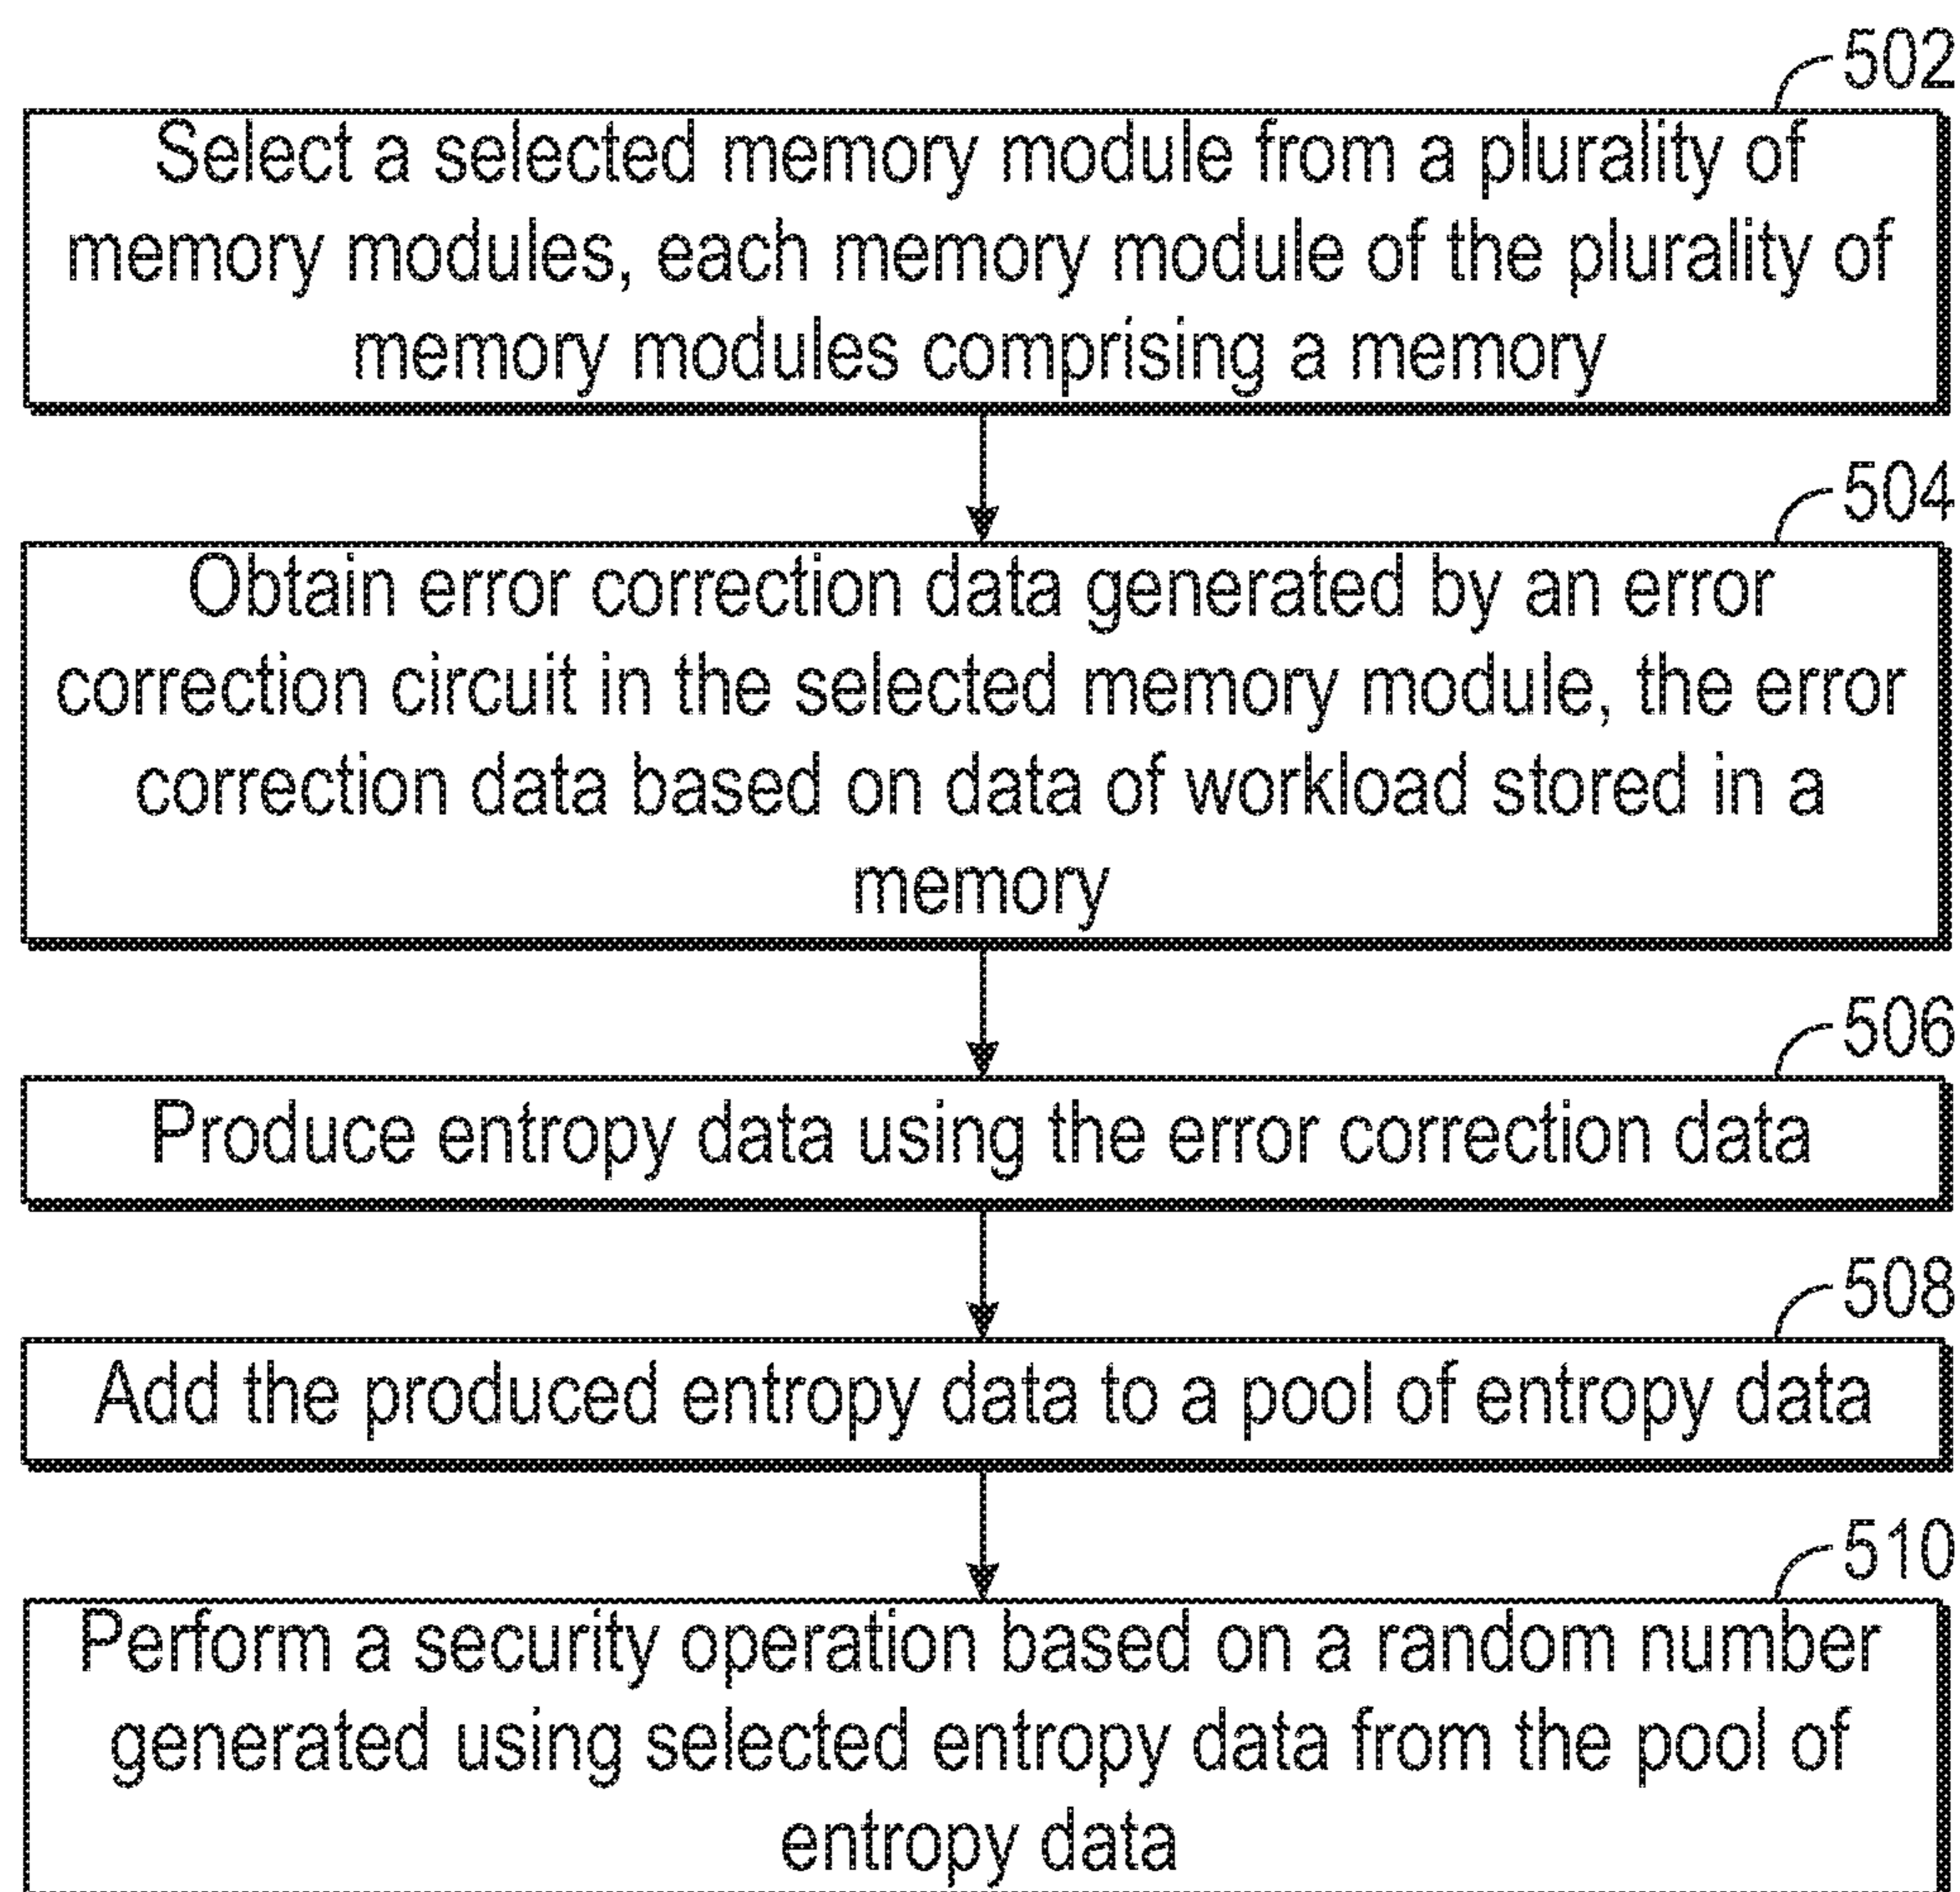 502
Select a selected memory module from a plurality of
memory modules, each memory module of the plurality of
memory modules comprising a memory
504
Obtain error correction data generated by an error
correction circuit in the selected memory module, the error
correction data based on data of workload stored in a
memory
506
Produce entropy data using the error correction data
508
Add the produced entropy data to a pool of entropy data
510
Perform a security operation based on a random number
generated using selected entropy data from the pool of
entropy data